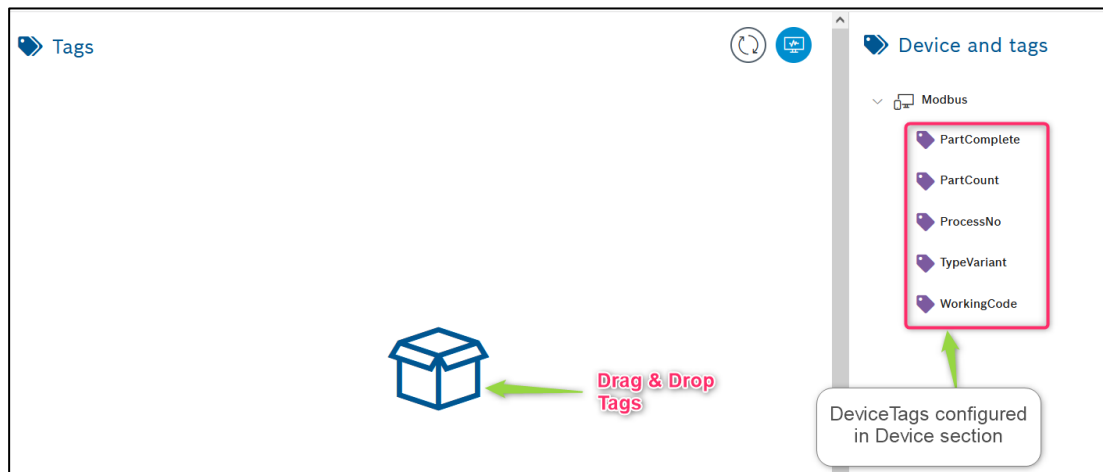 Tags
Drag & Drop
Tags
Device and tags
Modbus
PartComplete
PartCount
ProcessNo
TypeVariant
WorkingCode
DeviceTags configured
in Device section